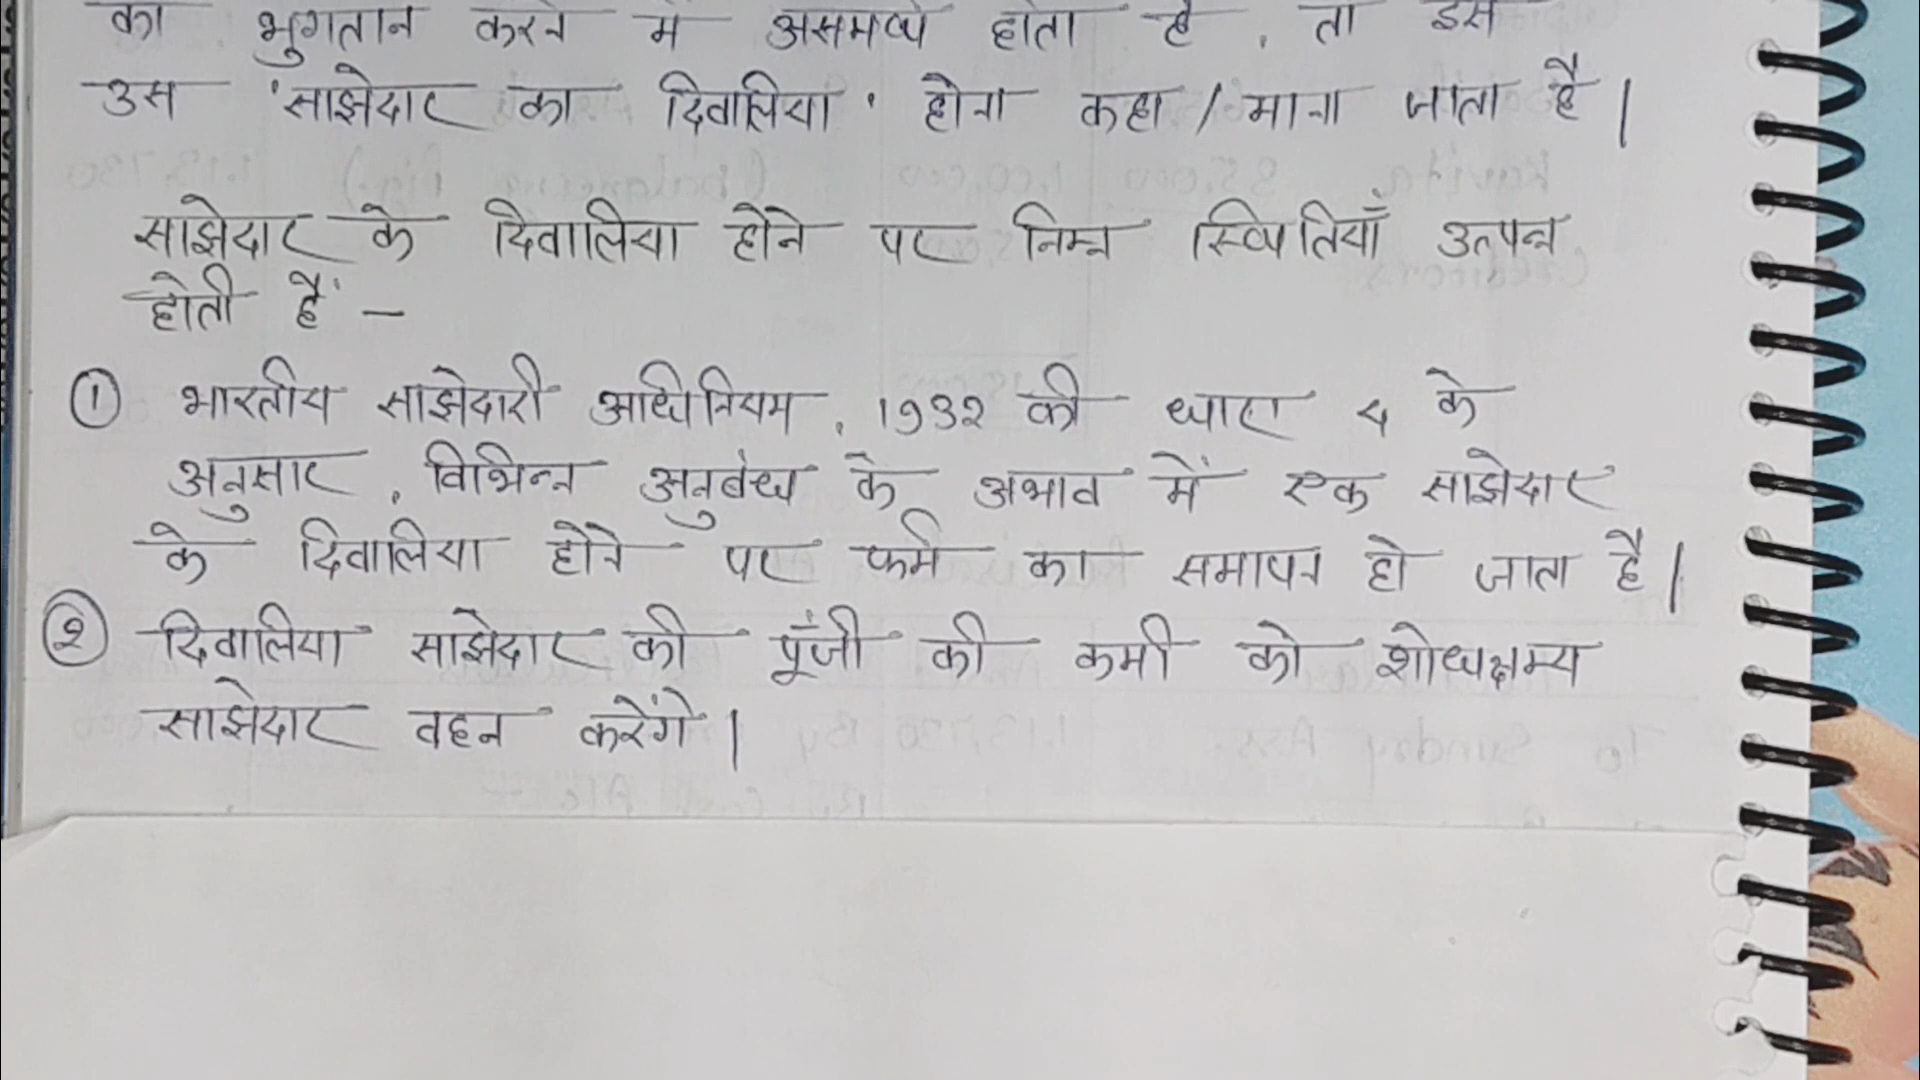 का भुगतान करने में असमर्थ होता है, तो इसे
उस 'साझेदार का दिवालिया' होना कहा/माना जाता है।
साझेदार के दिवालिया होने पर निम्न स्थितियाँ उत्पन्न
होती हैं -
① भारतीय साझेदारी अधिनियम, 1932 की धारा 4 के
अनुसार, विभिन्न अनुबंध के अभाव में एक साझेदार
के दिवालिया होने पर फर्म का समापन हो जाता है।
② दिवालिया साझेदार की पूँजी की कमी को शोधक्षम्य
साझेदार वहन करेंगे।